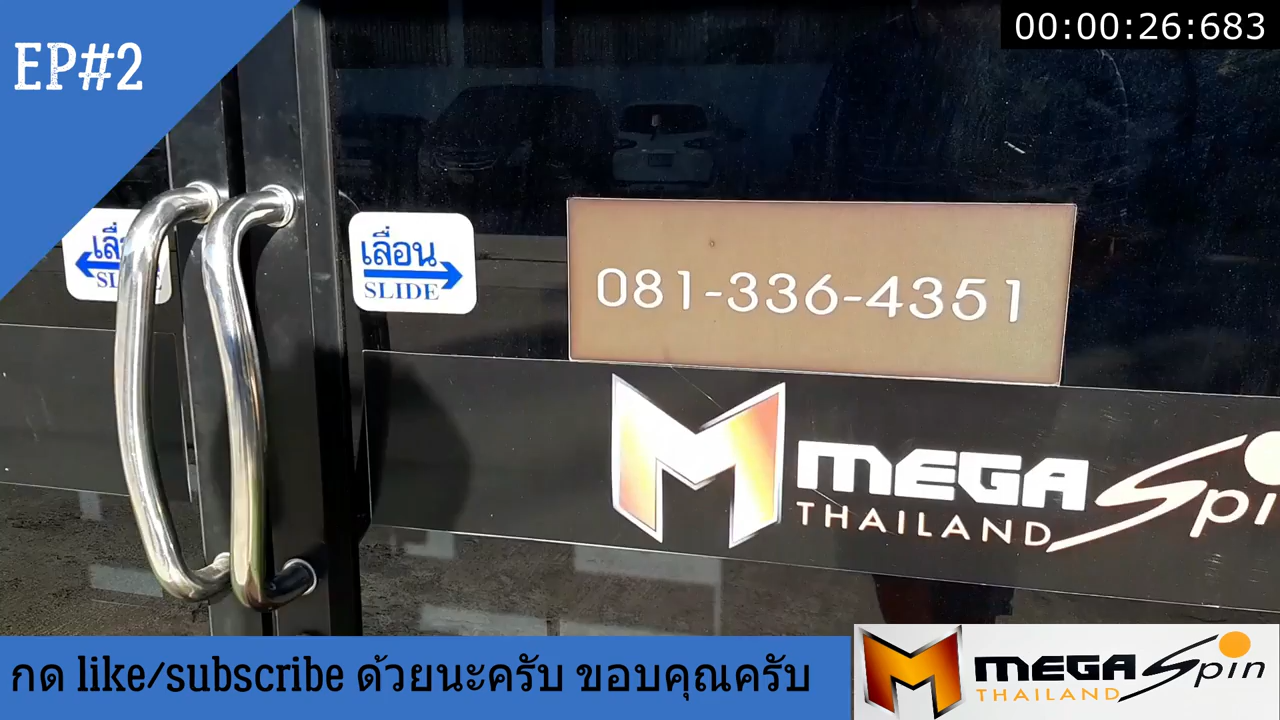 EP#2
00:00:26:683
เลื่อน
SLIDE
เลื่อน
SLIDE
081-336-4351
MEGA Spin
THAILAND
กด like/subscribe ด้วยนะครับ ขอบคุณครับ
MEGA Spin
THAILAND